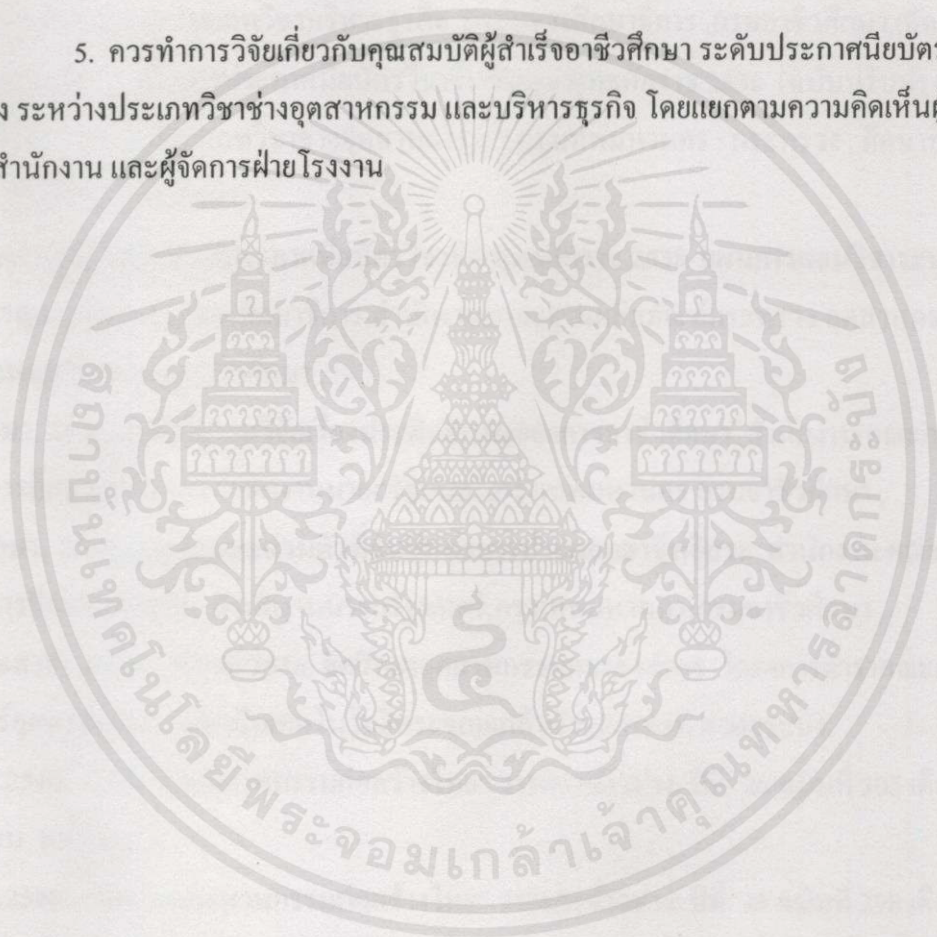 5. ควรทำการวิจัยเกี่ยวกับคุณสมบัติผู้สำเร็จอาชีวศึกษา ระดับประกาศนียบัตร
ระหว่างประเภทวิชาช่างอุตสาหกรรม และบริหารธุรกิจ โดยแยกตามความคิดเห็น
สำนักงาน และผู้จัดการฝ่ายโรงงาน
สถาบันเทคโนโลยีพระจอมเกล้าเจ้าคุณทหารลาดกระบัง